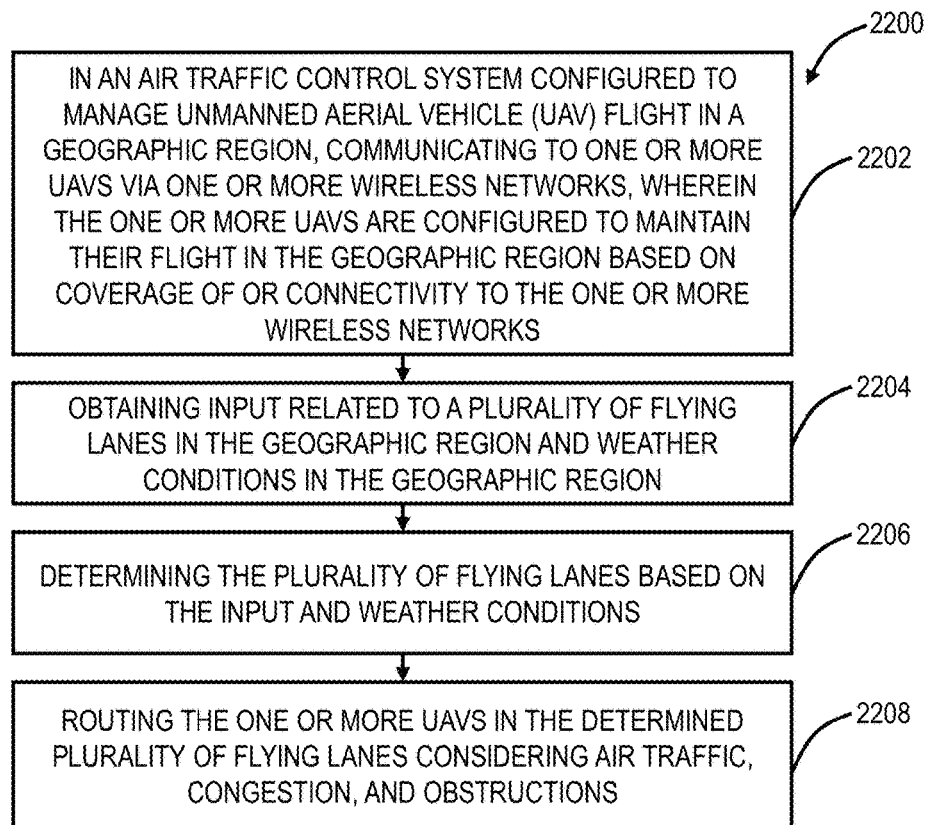 2200
IN AN AIR TRAFFIC CONTROL SYSTEM CONFIGURED TO
MANAGE UNMANNED AERIAL VEHICLE (UAV) FLIGHT IN A
GEOGRAPHIC REGION, COMMUNICATING TO ONE OR MORE
UAVS VIA ONE OR MORE WIRELESS NETWORKS, WHEREIN
THE ONE OR MORE UAVS ARE CONFIGURED TO MAINTAIN
THEIR FLIGHT IN THE GEOGRAPHIC REGION BASED ON
COVERAGE OF OR CONNECTIVITY TO THE ONE OR MORE
WIRELESS NETWORKS
2202
OBTAINING INPUT RELATED TO A PLURALITY OF FLYING
LANES IN THE GEOGRAPHIC REGION AND WEATHER
CONDITIONS IN THE GEOGRAPHIC REGION
2204
DETERMINING THE PLURALITY OF FLYING LANES BASED ON
THE INPUT AND WEATHER CONDITIONS
2206
ROUTING THE ONE OR MORE UAVS IN THE DETERMINED
PLURALITY OF FLYING LANES CONSIDERING AIR TRAFFIC,
CONGESTION, AND OBSTRUCTIONS
2208